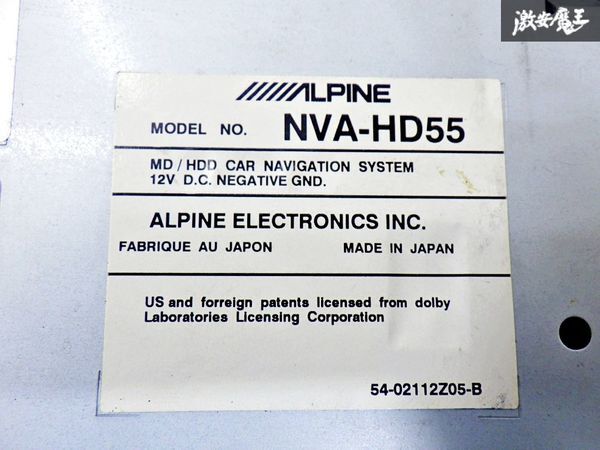 激安魔王
ALPINE
MODEL NO. NVA-HD55
MD/HDD CAR NAVIGATION SYSTEM
12V D.C. NEGATIVE GND.
ALPINE ELECTRONICS INC.
FABRIQUE AU JAPON MADE IN JAPAN
US and forreign patents licensed from dolby
Laboratories Licensing Corporation
54-02112Z05-B